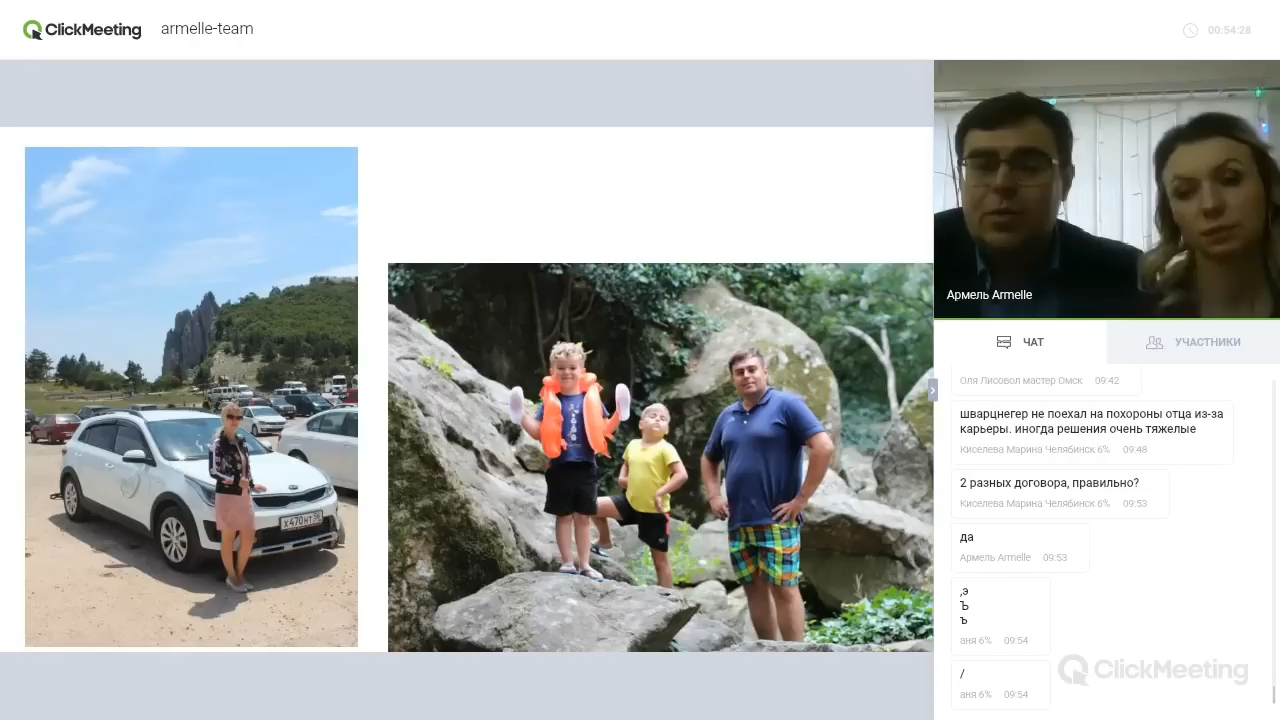 ClickMeeting
armelle-team
00:54:28
Армель Armelle
ЧАТ
УЧАСТНИКИ
Оля Лисовол мастер Омск 09:42
шварцнегер не поехал на похороны отца из-за
карьеры. иногда решения очень тяжелые
Киселева Марина Челябинск 6% 09:48
2 разных договора, правильно?
Киселева Марина Челябинск 6% 09:53
да
Армель Armelle 09:53
,э
Ъ
ъ
аня 6% 09:54
/
аня 6% 09:54
ClickMeeting
Х470НТ